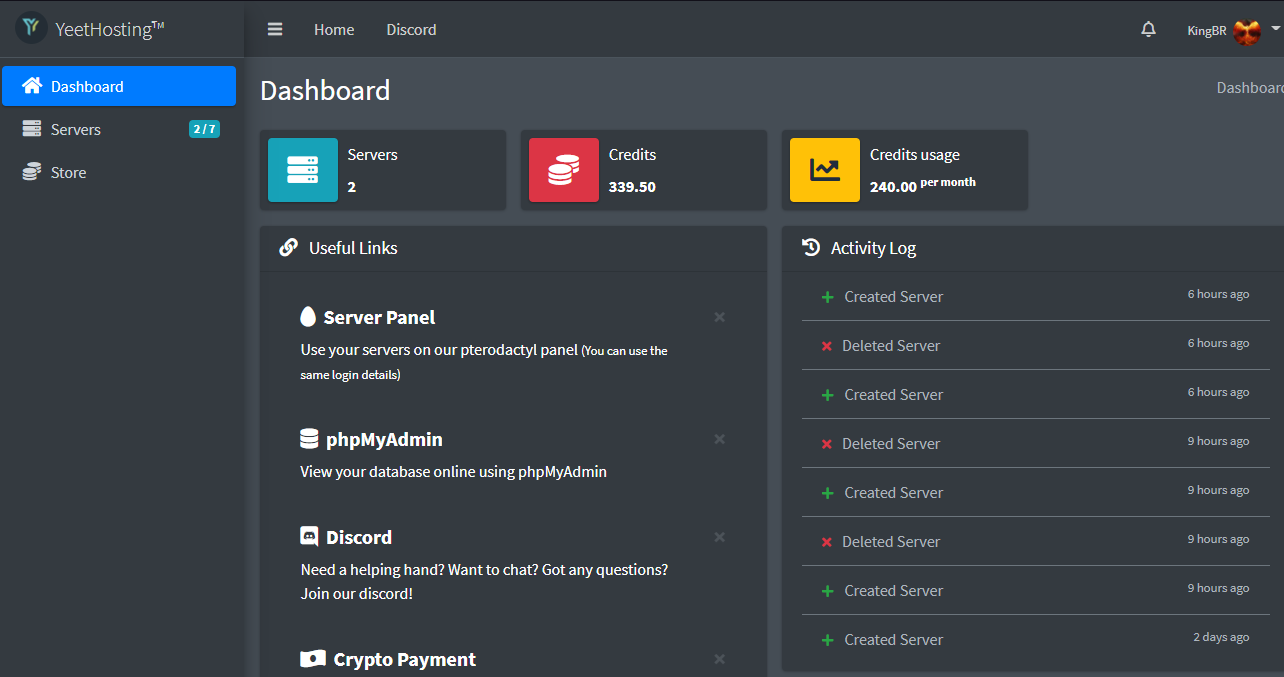 YeetHosting™
Home
Discord
KingBR
Dashboard
Servers
2 / 7
Store
Dashboard
Dashboard
Servers
2
Credits
339.50
Credits usage
240.00 per month
Useful Links
Server Panel
Use your servers on our pterodactyl panel (You can use the
same login details)
phpMyAdmin
View your database online using phpMyAdmin
Discord
Need a helping hand? Want to chat? Got any questions?
Join our discord!
Crypto Payment
Activity Log
Created Server 6 hours ago
Deleted Server 6 hours ago
Created Server 6 hours ago
Deleted Server 9 hours ago
Created Server 9 hours ago
Deleted Server 9 hours ago
Created Server 9 hours ago
Created Server 2 days ago